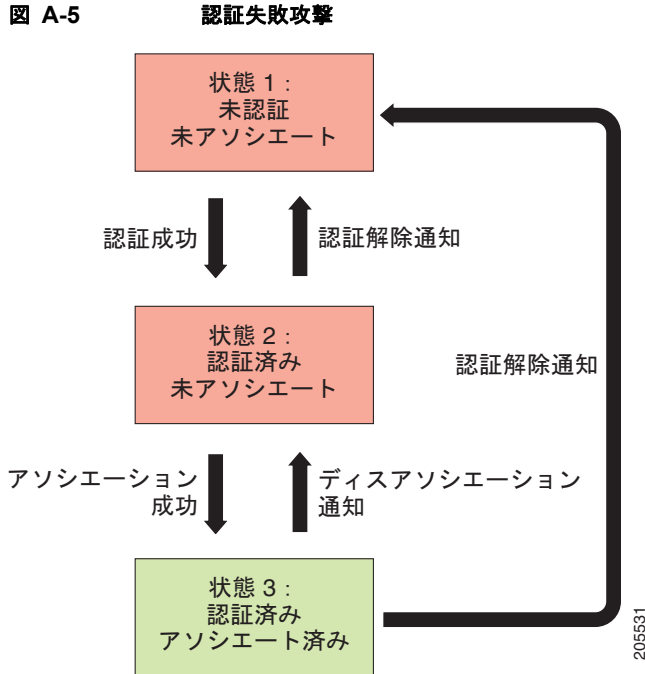 図 A-5 認証失敗攻撃
状態 1：
未認証
未アソシエート
認証成功
認証解除通知
状態 2：
認証済み
未アソシエート
認証解除通知
アソシエーション
成功
ディスアソシエーション
通知
状態 3：
認証済み
アソシエート済み
205531